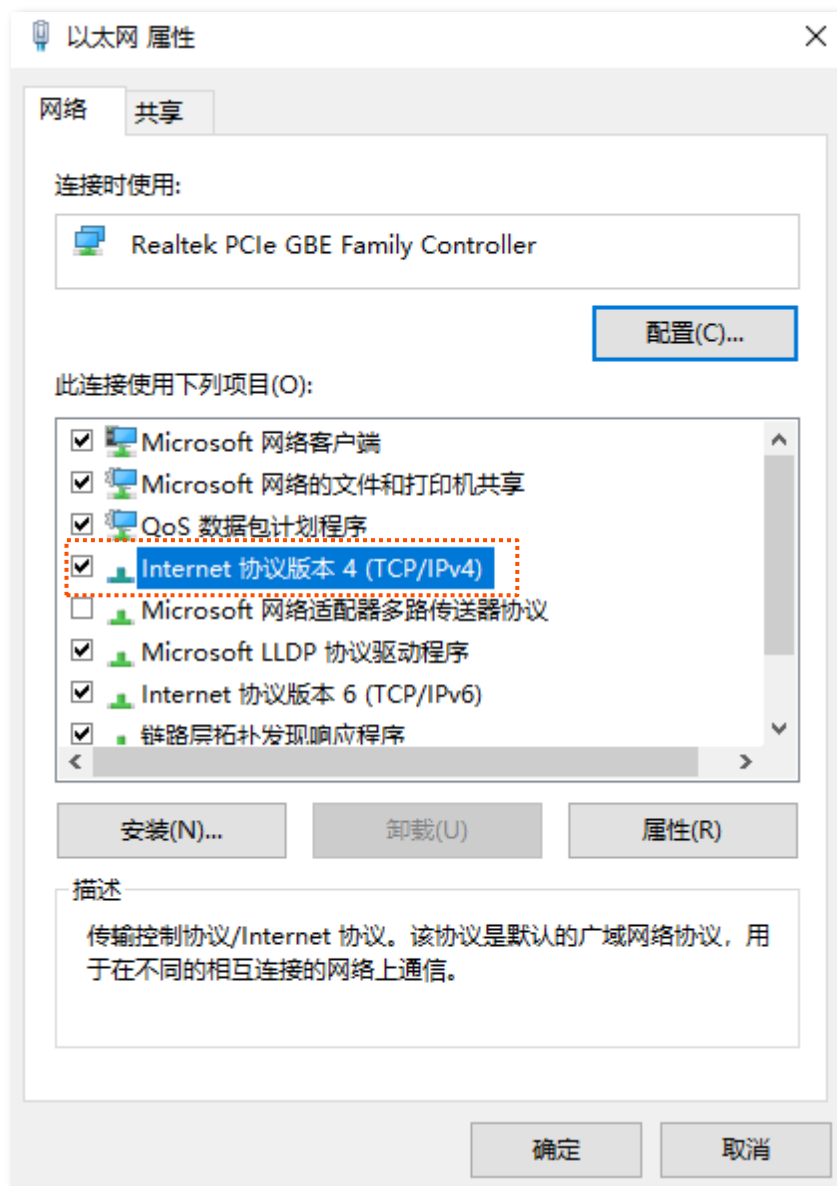 以太网 属性
网络
共享
连接时使用:
Realtek PCIe GBE Family Controller
配置(C)...
此连接使用下列项目(O):
Microsoft 网络客户端
Microsoft 网络的文件和打印机共享
QoS 数据包计划程序
Internet 协议版本 4 (TCP/IPv4)
Microsoft 网络适配器多路传送器协议
Microsoft LLDP 协议驱动程序
Internet 协议版本 6 (TCP/IPv6)
链路层拓扑发现响应程序
安装(N)...
卸载(U)
属性(R)
描述
传输控制协议/Internet 协议。该协议是默认的广域网络协议，用
于在不同的相互连接的网络上通信。
确定
取消